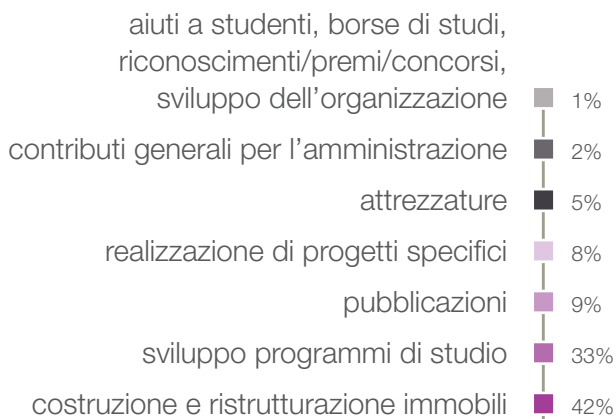 aiuti a studenti, borse di studi,
riconoscimenti/premi/concorsi,
sviluppo dell'organizzazione 1%
contributi generali per l'amministrazione 2%
attrezzature 5%
realizzazione di progetti specifici 8%
pubblicazioni 9%
sviluppo programmi di studio 33%
costruzione e ristrutturazione immobili 42%